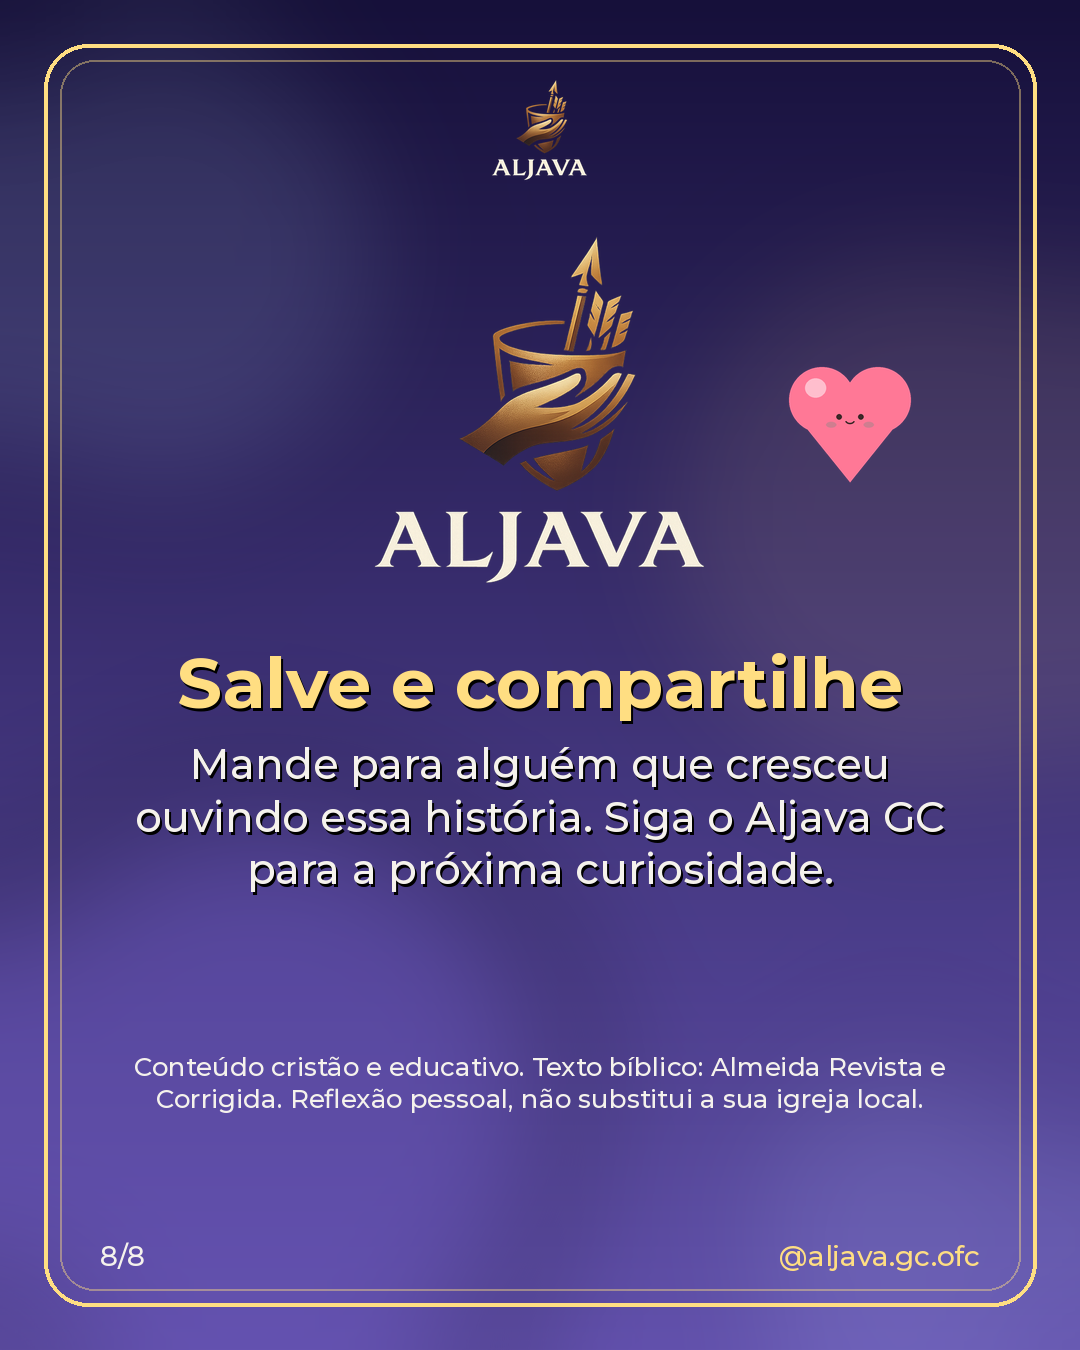 ALJAVA
ALJAVA
Salve e compartilhe
Mande para alguém que cresceu
ouvindo essa história. Siga o Aljava GC
para a próxima curiosidade.
Conteúdo cristão e educativo. Texto bíblico: Almeida Revista e
Corrigida. Reflexão pessoal, não substitui a sua igreja local.
8/8
@aljava.gc.ofc